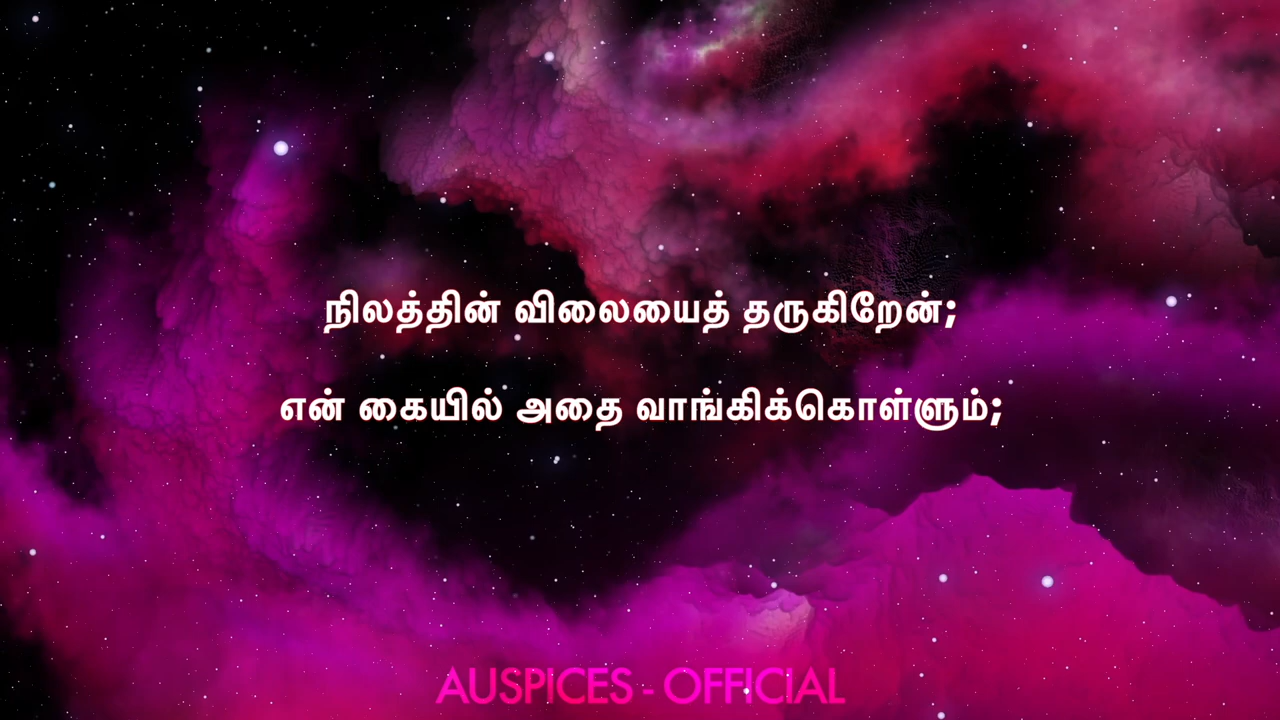 நிலத்தின் விலையைத் தருகிறேன்;
என் கையில் அதை வாங்கிக்கொள்ளும்;
AUSPICES - OFFICIAL